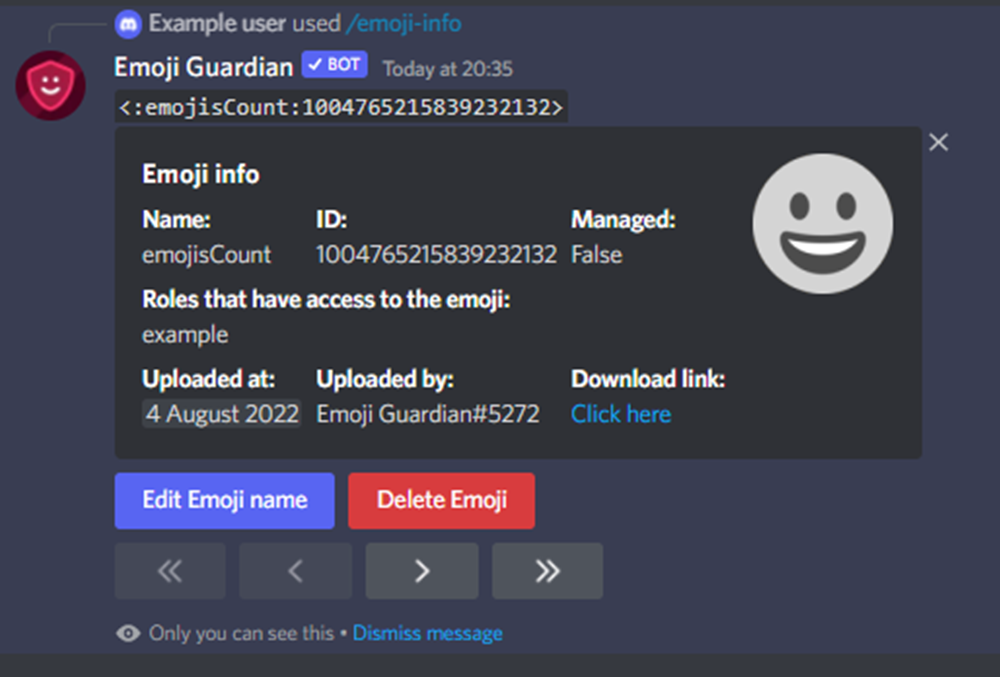 Example user used /emoji-info
Emoji Guardian ✓ BOT Today at 20:35
<:emojisCount:1004765215839232132>
Emoji info
Name: ID: Managed:
emojisCount 1004765215839232132 False
Roles that have access to the emoji:
example
Uploaded at: Uploaded by: Download link:
4 August 2022 Emoji Guardian#5272 Click here
Edit Emoji name Delete Emoji
Only you can see this • Dismiss message